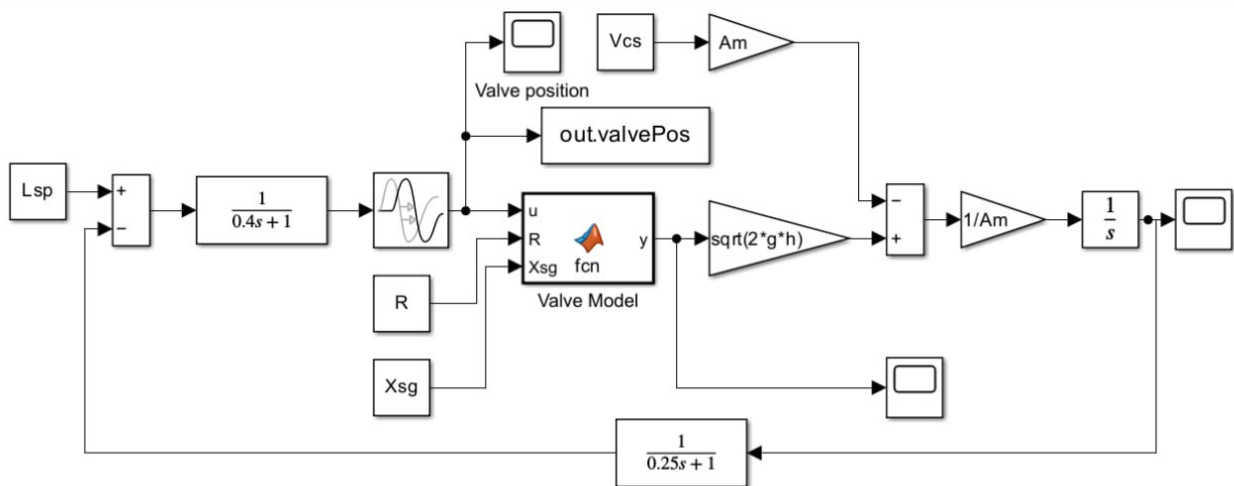 Vcs
Am
Valve position
out.valvePos
Lsp
+
−
1
0.4s + 1
u
R
Xsg
fcn
y
Valve Model
sqrt(2*g*h)
−
+
1/Am
1
s
R
Xsg
1
0.25s + 1